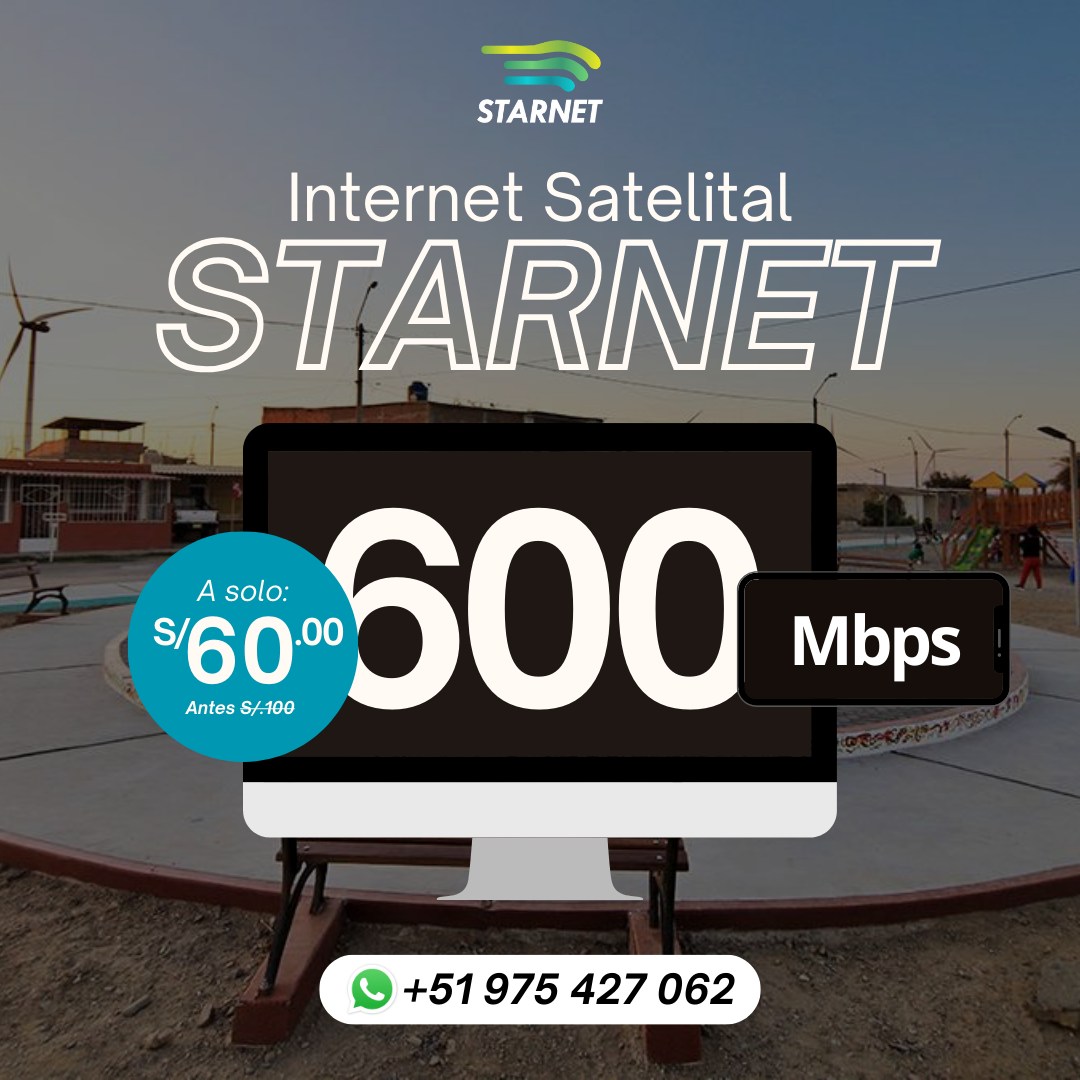 STARNET
Internet Satelital
STARNET
600
Mbps
A solo:
S/60.00
Antes S/.100
+51 975 427 062